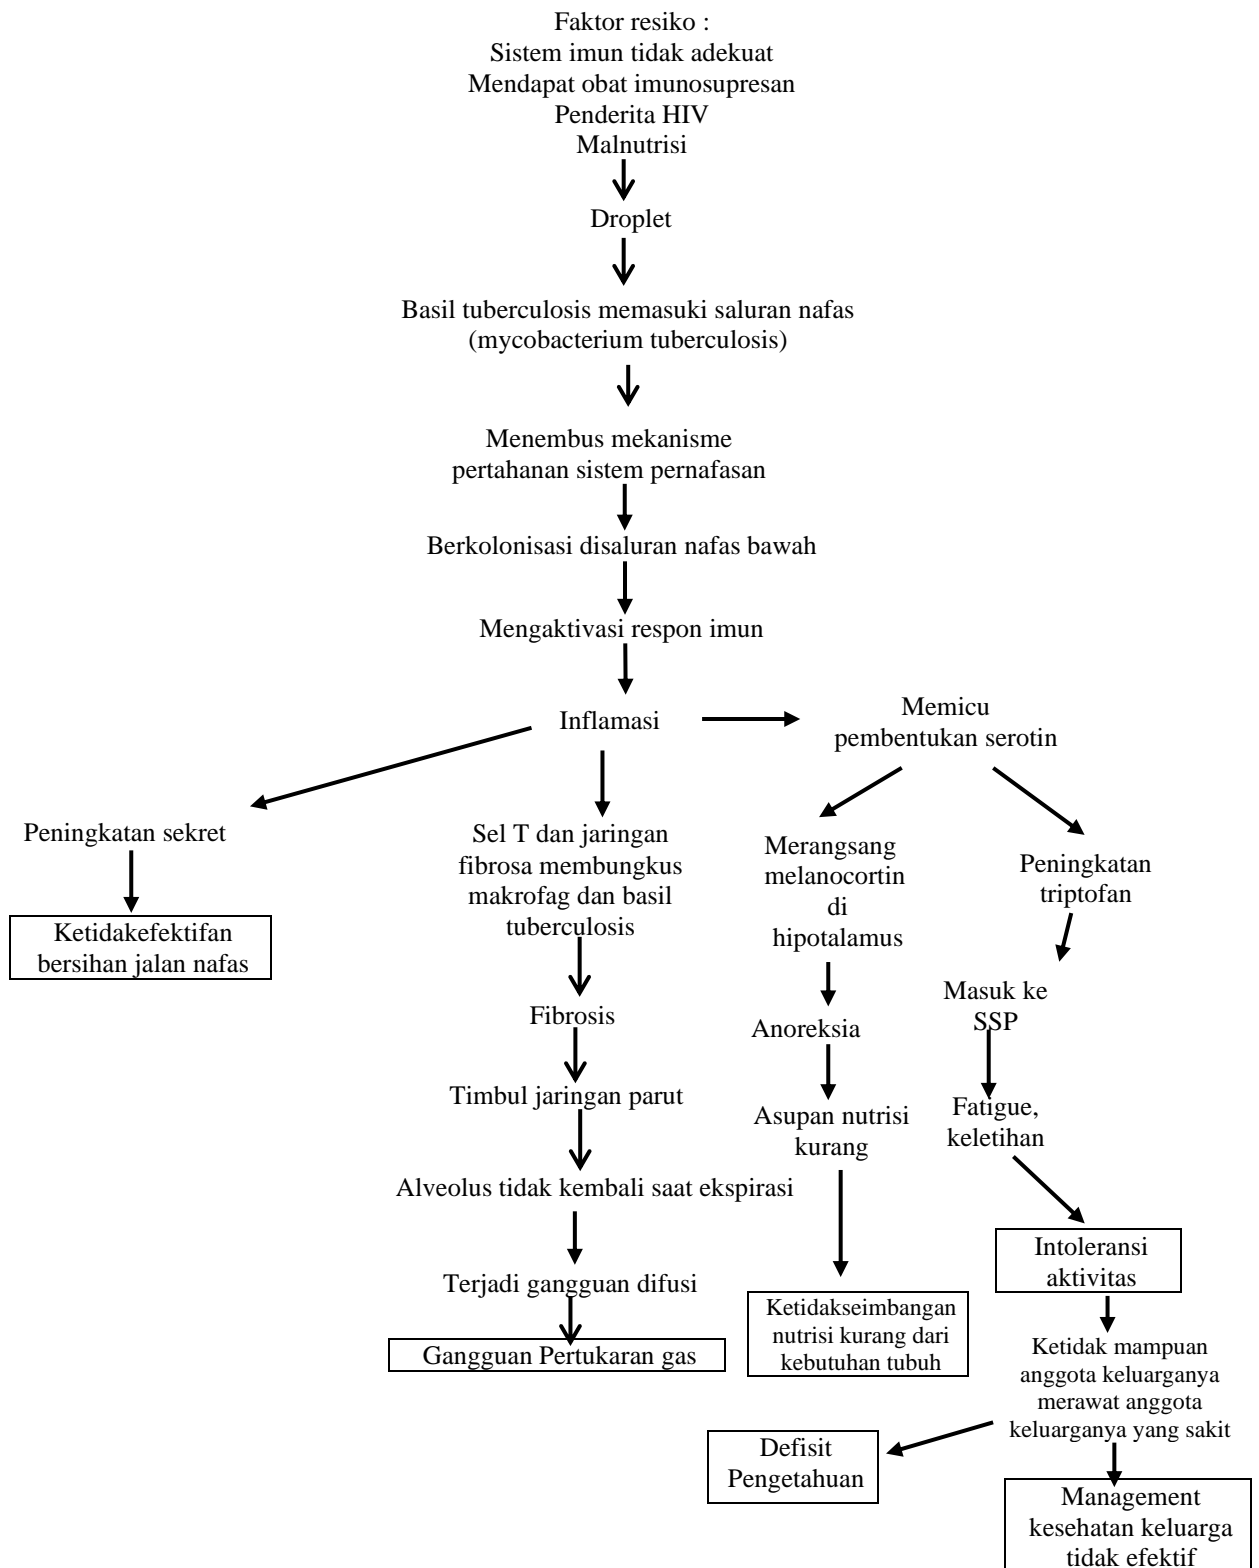 Faktor resiko :
Sistem imun tidak adekuat
Mendapat obat imunosupresan
Penderita HIV
Malnutrisi
Droplet
Basil tuberculosis memasuki saluran nafas
(mycobacterium tuberculosis)
Menembus mekanisme
pertahanan sistem pernafasan
Berkolonisasi disaluran nafas bawah
Mengaktivasi respon imun
Inflamasi
Memicu
pembentukan serotin
Peningkatan sekret
Ketidakefektifan
bersihan jalan nafas
Sel T dan jaringan
fibrosa membungkus
makrofag dan basil
tuberculosis
Fibrosis
Timbul jaringan parut
Alveolus tidak kembali saat ekspirasi
Terjadi gangguan difusi
Gangguan Pertukaran gas
Merangsang
melanocortin
di
hipotalamus
Anoreksia
Asupan nutrisi
kurang
Ketidakseimbangan
nutrisi kurang dari
kebutuhan tubuh
Peningkatan
triptofan
Masuk ke
SSP
Fatigue,
keletihan
Intoleransi
aktivitas
Ketidak mampuan
anggota keluarganya
merawat anggota
keluarganya yang sakit
Defisit
Pengetahuan
Management
kesehatan keluarga
tidak efektif